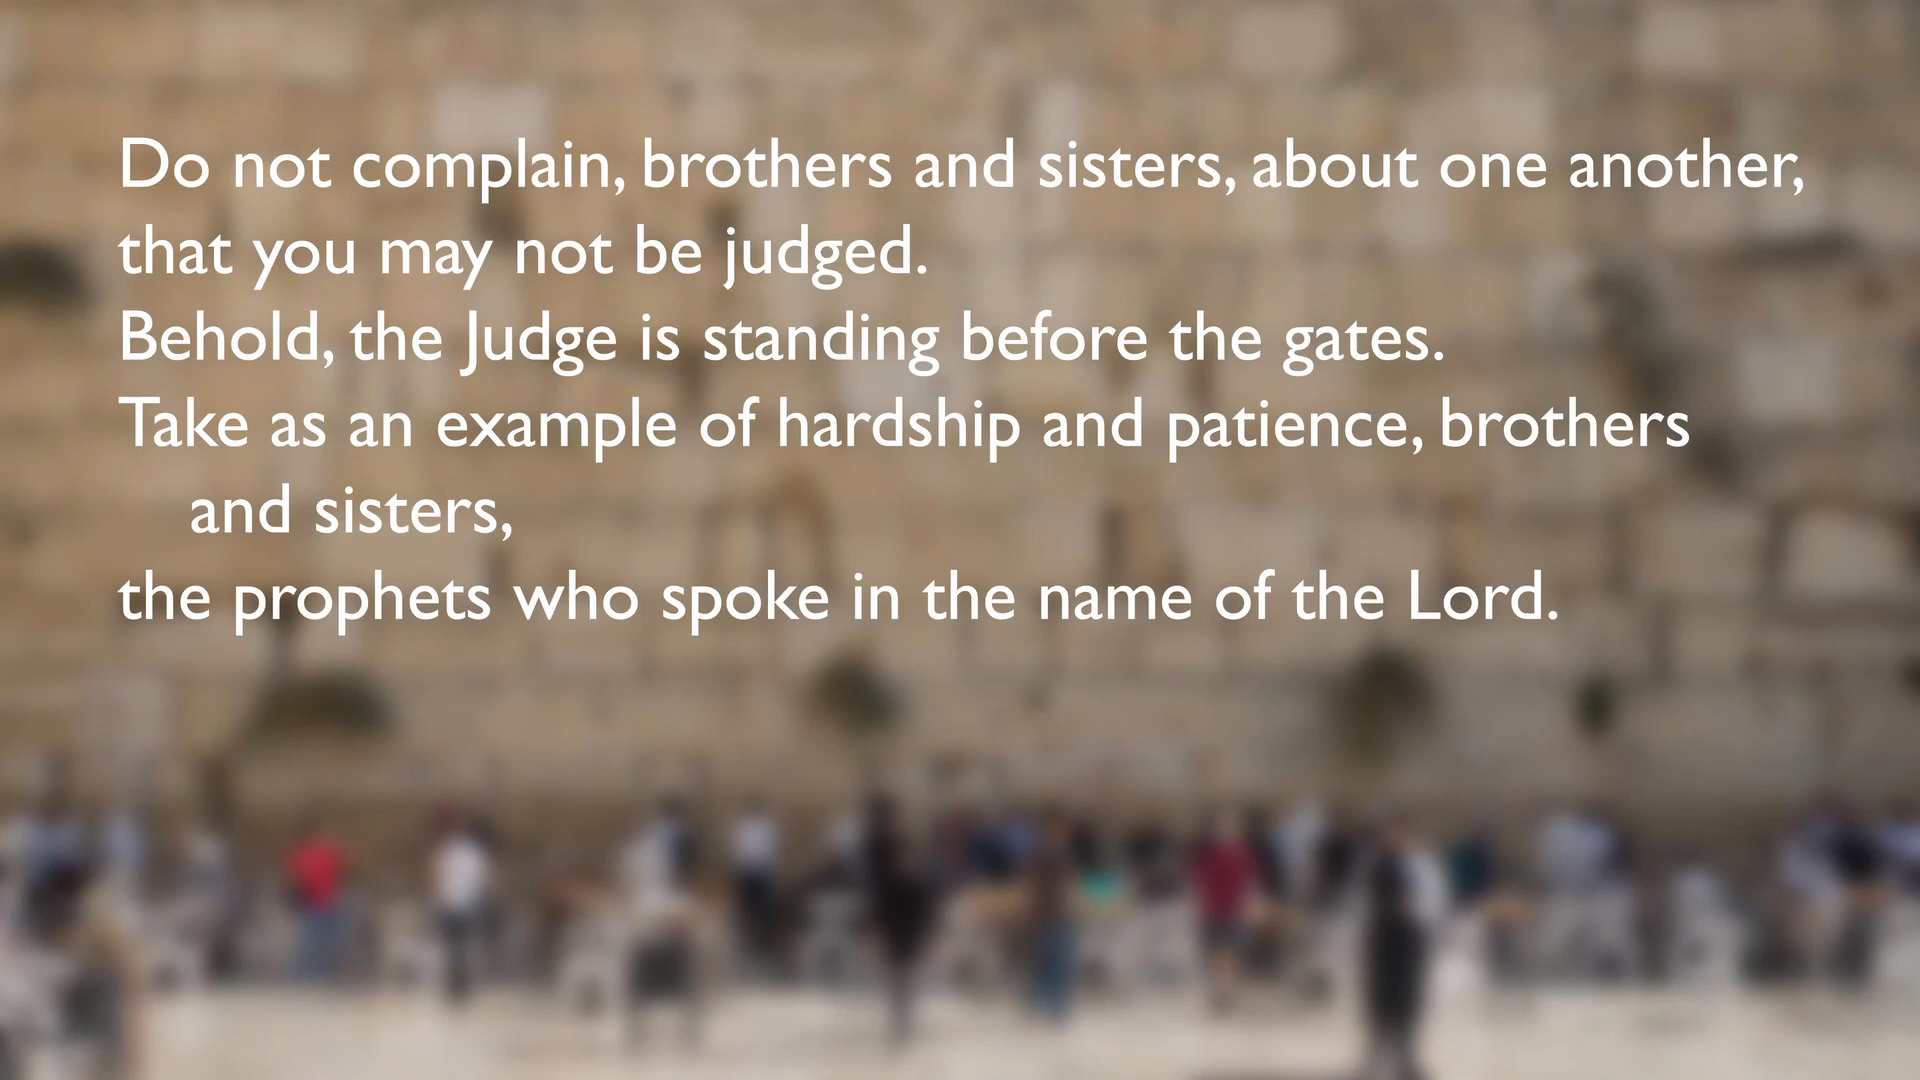 Do not complain, brothers and sisters, about one another,
that you may not be judged.
Behold, the Judge is standing before the gates.
Take as an example of hardship and patience, brothers
and sisters,
the prophets who spoke in the name of the Lord.